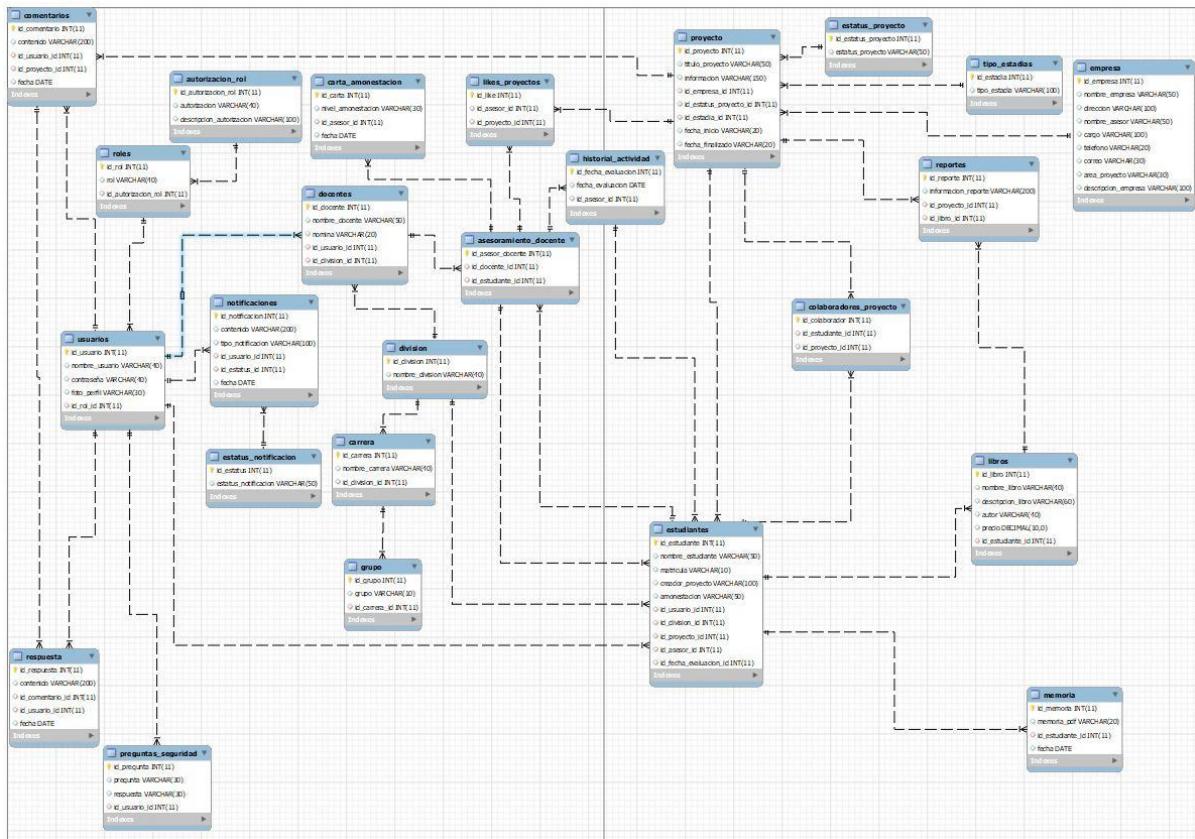 comentarios
id_comentario INT(11)
contenido VARCHAR(200)
id_usuario_id INT(11)
id_proyecto_id INT(11)
fecha DATE
Indexes
autorizacion_rol
id_autorizacion_rol INT(11)
autorizacion VARCHAR(40)
descripcion_autorizacion VARCHAR(100)
Indexes
carta_amonestacion
id_carta INT(11)
nivel_amonestacion VARCHAR(30)
id_asesor_id INT(11)
fecha DATE
Indexes
likes_proyectos
id_like INT(11)
id_asesor_id INT(11)
id_proyecto_id INT(11)
Indexes
proyecto
id_proyecto INT(11)
titulo_proyecto VARCHAR(50)
informacion VARCHAR(150)
id_empresa_id INT(11)
id_estatus_proyecto_id INT(11)
id_estadia_id INT(11)
fecha_inicio VARCHAR(20)
fecha_finalizado VARCHAR(20)
Indexes
estatus_proyecto
id_estatus_proyecto INT(11)
estatus_proyecto VARCHAR(50)
Indexes
tipo_estadias
id_estadia INT(11)
tipo_estadia VARCHAR(100)
Indexes
empresa
id_empresa INT(11)
nombre_empresa VARCHAR(50)
direccion VARCHAR(100)
nombre_asesor VARCHAR(50)
cargo VARCHAR(100)
telefono VARCHAR(20)
correo VARCHAR(30)
area_proyecto VARCHAR(30)
descripcion_empresa VARCHAR(100)
Indexes
roles
id_rol INT(11)
rol VARCHAR(40)
id_autorizacion_rol INT(11)
Indexes
docentes
id_docente INT(11)
nombre_docente VARCHAR(50)
nomina VARCHAR(20)
id_usuario_id INT(11)
id_division_id INT(11)
Indexes
historial_actividad
id_fecha_evaluacion INT(11)
fecha_evaluacion DATE
id_asesor_id INT(11)
Indexes
reportes
id_reporte INT(11)
informacion_reporte VARCHAR(200)
id_proyecto_id INT(11)
id_libro_id INT(11)
Indexes
asesoramiento_docente
id_asesor_docente INT(11)
id_docente_id INT(11)
id_estudiante_id INT(11)
Indexes
notificaciones
id_notificacion INT(11)
contenido VARCHAR(200)
tipo_notificacion VARCHAR(100)
id_usuario_id INT(11)
id_estatus_id INT(11)
fecha DATE
Indexes
colaboradores_proyecto
id_colaborador INT(11)
id_estudiante_id INT(11)
id_proyecto_id INT(11)
Indexes
usuarios
id_usuario INT(11)
nombre_usuario VARCHAR(40)
contraseña VARCHAR(40)
foto_perfil VARCHAR(30)
id_rol_id INT(11)
Indexes
division
id_division INT(11)
nombre_division VARCHAR(40)
Indexes
estatus_notificacion
id_estatus INT(11)
estatus_notificacion VARCHAR(50)
Indexes
carrera
id_carrera INT(11)
nombre_carrera VARCHAR(40)
id_division_id INT(11)
Indexes
libros
id_libro INT(11)
nombre_libro VARCHAR(40)
descripcion_libro VARCHAR(60)
autor VARCHAR(40)
precio DECIMAL(10,0)
id_estudiante_id INT(11)
Indexes
grupo
id_grupo INT(11)
grupo VARCHAR(10)
id_carrera_id INT(11)
Indexes
estudiantes
id_estudiante INT(11)
nombre_estudiante VARCHAR(50)
matricula VARCHAR(10)
creador_proyecto VARCHAR(100)
amonestacion VARCHAR(50)
id_usuario_id INT(11)
id_division_id INT(11)
id_proyecto_id INT(11)
id_asesor_id INT(11)
id_fecha_evaluacion_id INT(11)
Indexes
respuesta
id_respuesta INT(11)
contenido VARCHAR(200)
id_comentario_id INT(11)
id_usuario_id INT(11)
fecha DATE
Indexes
memoria
id_memoria INT(11)
memoria_pdf VARCHAR(20)
id_estudiante_id INT(11)
fecha DATE
Indexes
preguntas_seguridad
id_pregunta INT(11)
pregunta VARCHAR(30)
respuesta VARCHAR(30)
id_usuario_id INT(11)
Indexes